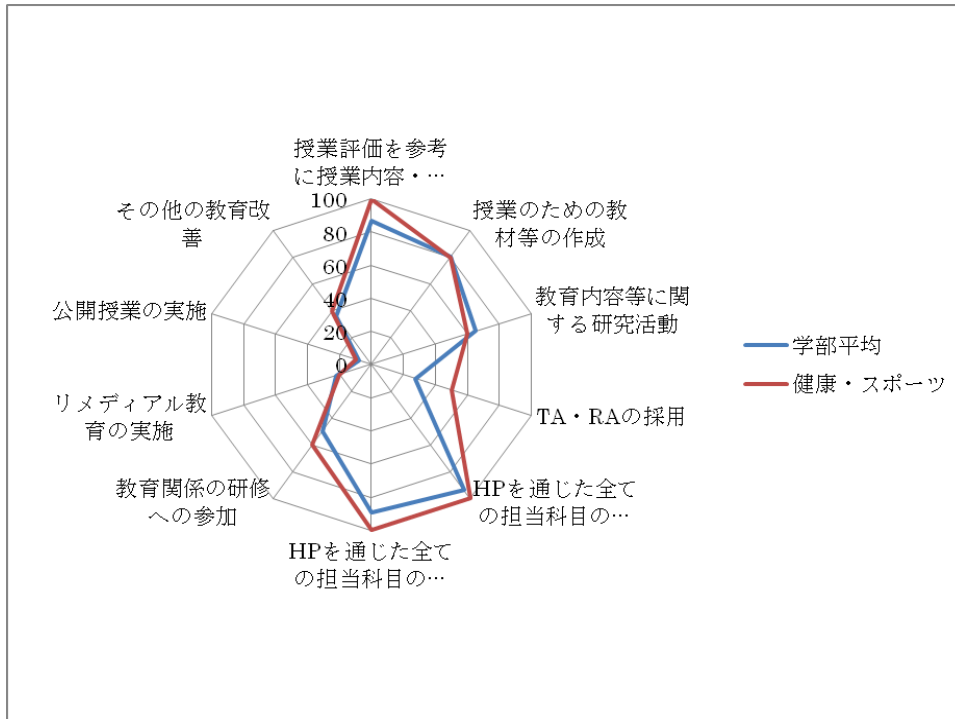 授業評価を参考
に授業内容・…
授業のための教
材等の作成
教育内容等に関
する研究活動
TA・RAの採用
HPを通じた全て
の担当科目の…
HPを通じた全て
の担当科目の…
教育関係の研修
への参加
リメディアル教
育の実施
公開授業の実施
その他の教育改
善
100
80
60
40
20
0
学部平均
健康・スポーツ